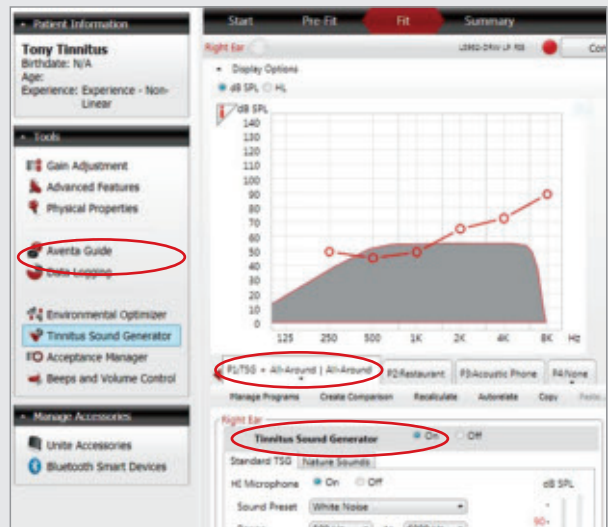 Patient Information
Tony Tinnitus
Birthdate: N/A
Age:
Experience: Experience - Non-
Linear
Tools
Gain Adjustment
Advanced Features
Physical Properties
Aventa Guide
Data Logging
Environmental Optimizer
Tinnitus Sound Generator
Acceptance Manager
Beeps and Volume Control
Manage Accessories
Unite Accessories
Bluetooth Smart Devices
Start Pre-Fit Fit Summary
Right Ear
Con
Display Options
dB SPL HL
dB SPL
140
130
120
110
100
90
80
70
60
50
40
30
20
10
0
125 250 500 1K 2K 4K 8K Hz
P1:TSG + All-Around | All-Around P2:Restaurant P3:Acoustic Phone P4:None
Manage Programs Create Comparison Recalculate Autorelate Copy Paste
Right Ear
Tinnitus Sound Generator On Off
Standard TSG Nature Sounds
HI Microphone On Off dB SPL
Sound Preset White Noise
90